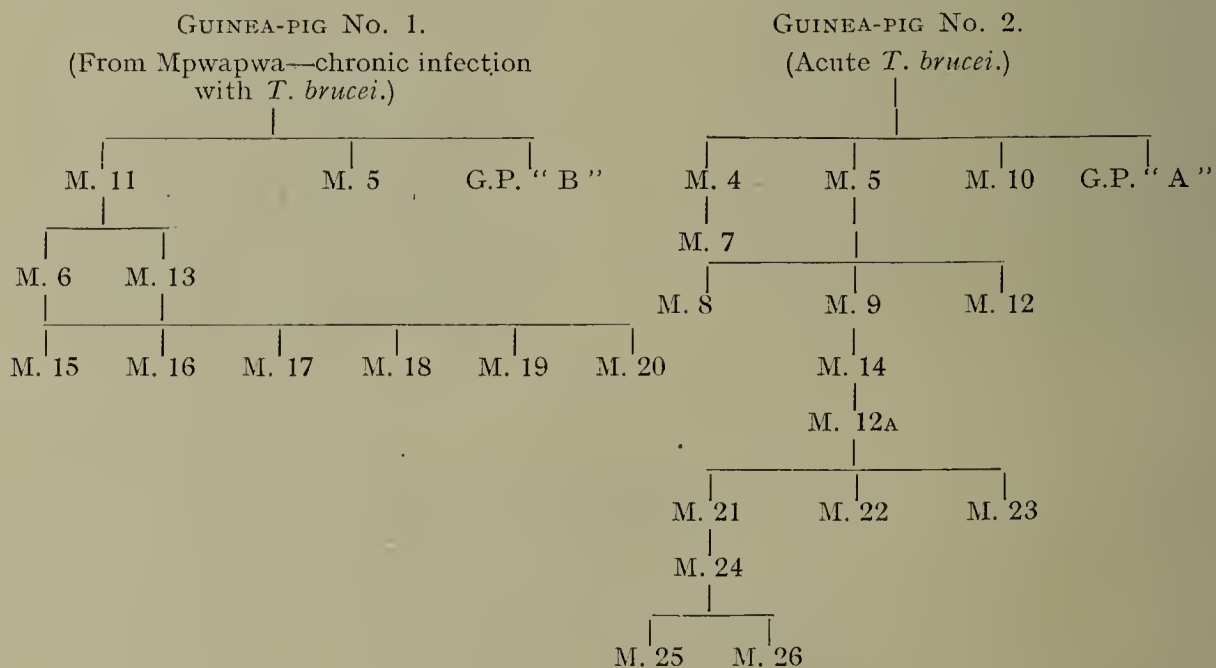 GUINEA-PIG No. 1.
(From Mpwapwa—chronic infection
with T. brucei.)
M. 11 M. 5 G.P. “ B ”
M. 6 M. 13
M. 15 M. 16 M. 17 M. 18 M. 19 M. 20
GUINEA-PIG No. 2.
(Acute T. brucei.)
M. 4 M. 5 M. 10 G.P. “ A ”
M. 7
M. 8 M. 9 M. 12
M. 14
M. 12A
M. 21 M. 22 M. 23
M. 24
M. 25 M. 26